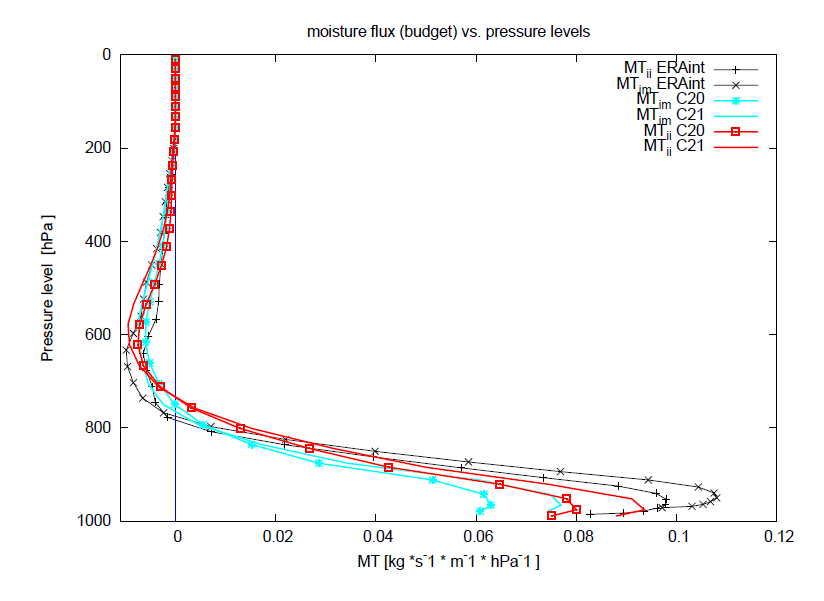 moisture flux (budget) vs. pressure levels
MTii ERAint
MTim ERAint
MTim C20
MTim C21
MTii C20
MTii C21
0
200
400
600
800
1000
Pressure level [hPa]
0 0.02 0.04 0.06 0.08 0.1 0.12
MT [kg *s-1 * m-1 * hPa-1 ]